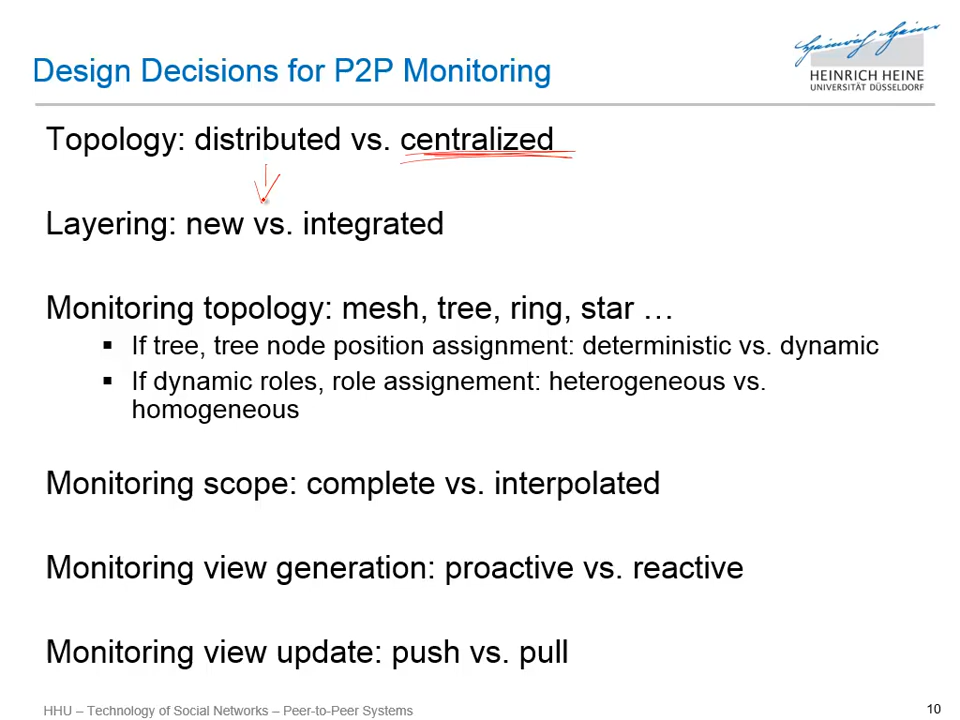 Heinrich Heine
HEINRICH HEINE
UNIVERSITÄT DÜSSELDORF
Design Decisions for P2P Monitoring
Topology: distributed vs. centralized
Layering: new vs. integrated
Monitoring topology: mesh, tree, ring, star …
▪ If tree, tree node position assignment: deterministic vs. dynamic
▪ If dynamic roles, role assignement: heterogeneous vs.
homogeneous
Monitoring scope: complete vs. interpolated
Monitoring view generation: proactive vs. reactive
Monitoring view update: push vs. pull
HHU – Technology of Social Networks – Peer-to-Peer Systems
10